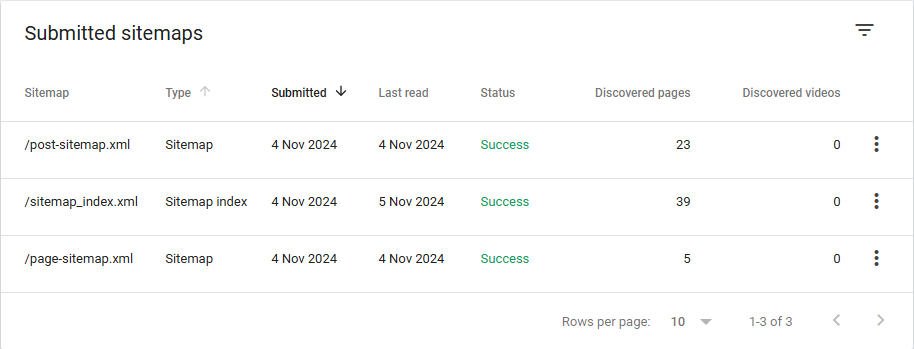 Submitted sitemaps
Sitemap Type Submitted Last read Status Discovered pages Discovered videos
/post-sitemap.xml Sitemap 4 Nov 2024 4 Nov 2024 Success 23 0
/sitemap_index.xml Sitemap index 4 Nov 2024 5 Nov 2024 Success 39 0
/page-sitemap.xml Sitemap 4 Nov 2024 4 Nov 2024 Success 5 0
Rows per page: 10 1-3 of 3